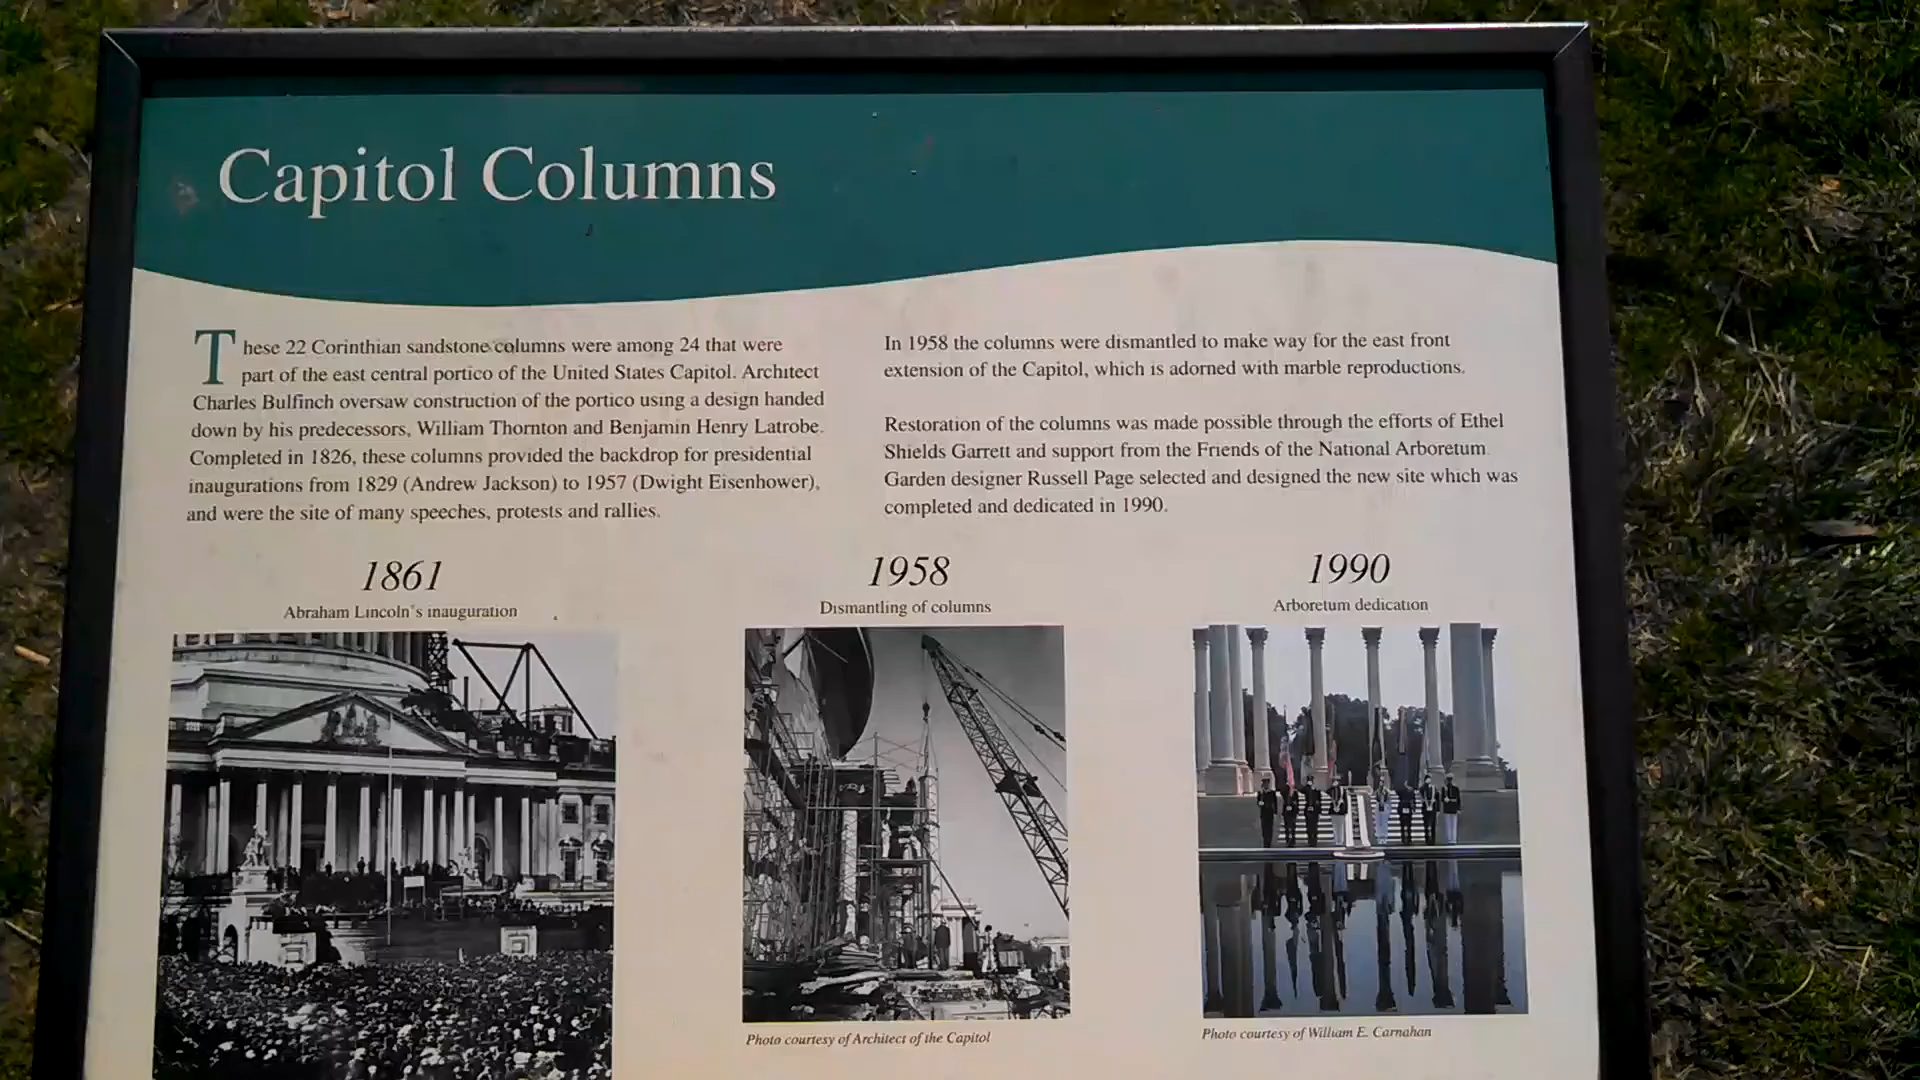 Capitol Columns
These 22 Corinthian sandstone columns were among 24 that were
part of the east central portico of the United States Capitol. Architect
Charles Bulfinch oversaw construction of the portico using a design handed
down by his predecessors, William Thornton and Benjamin Henry Latrobe.
Completed in 1826, these columns provided the backdrop for presidential
inaugurations from 1829 (Andrew Jackson) to 1957 (Dwight Eisenhower),
and were the site of many speeches, protests and rallies.
In 1958 the columns were dismantled to make way for the east front
extension of the Capitol, which is adorned with marble reproductions.
Restoration of the columns was made possible through the efforts of Ethel
Shields Garrett and support from the Friends of the National Arboretum.
Garden designer Russell Page selected and designed the new site which was
completed and dedicated in 1990.
1861
Abraham Lincoln's inauguration
1958
Dismantling of columns
Photo courtesy of Architect of the Capitol
1990
Arboretum dedication
Photo courtesy of William E. Carnahan